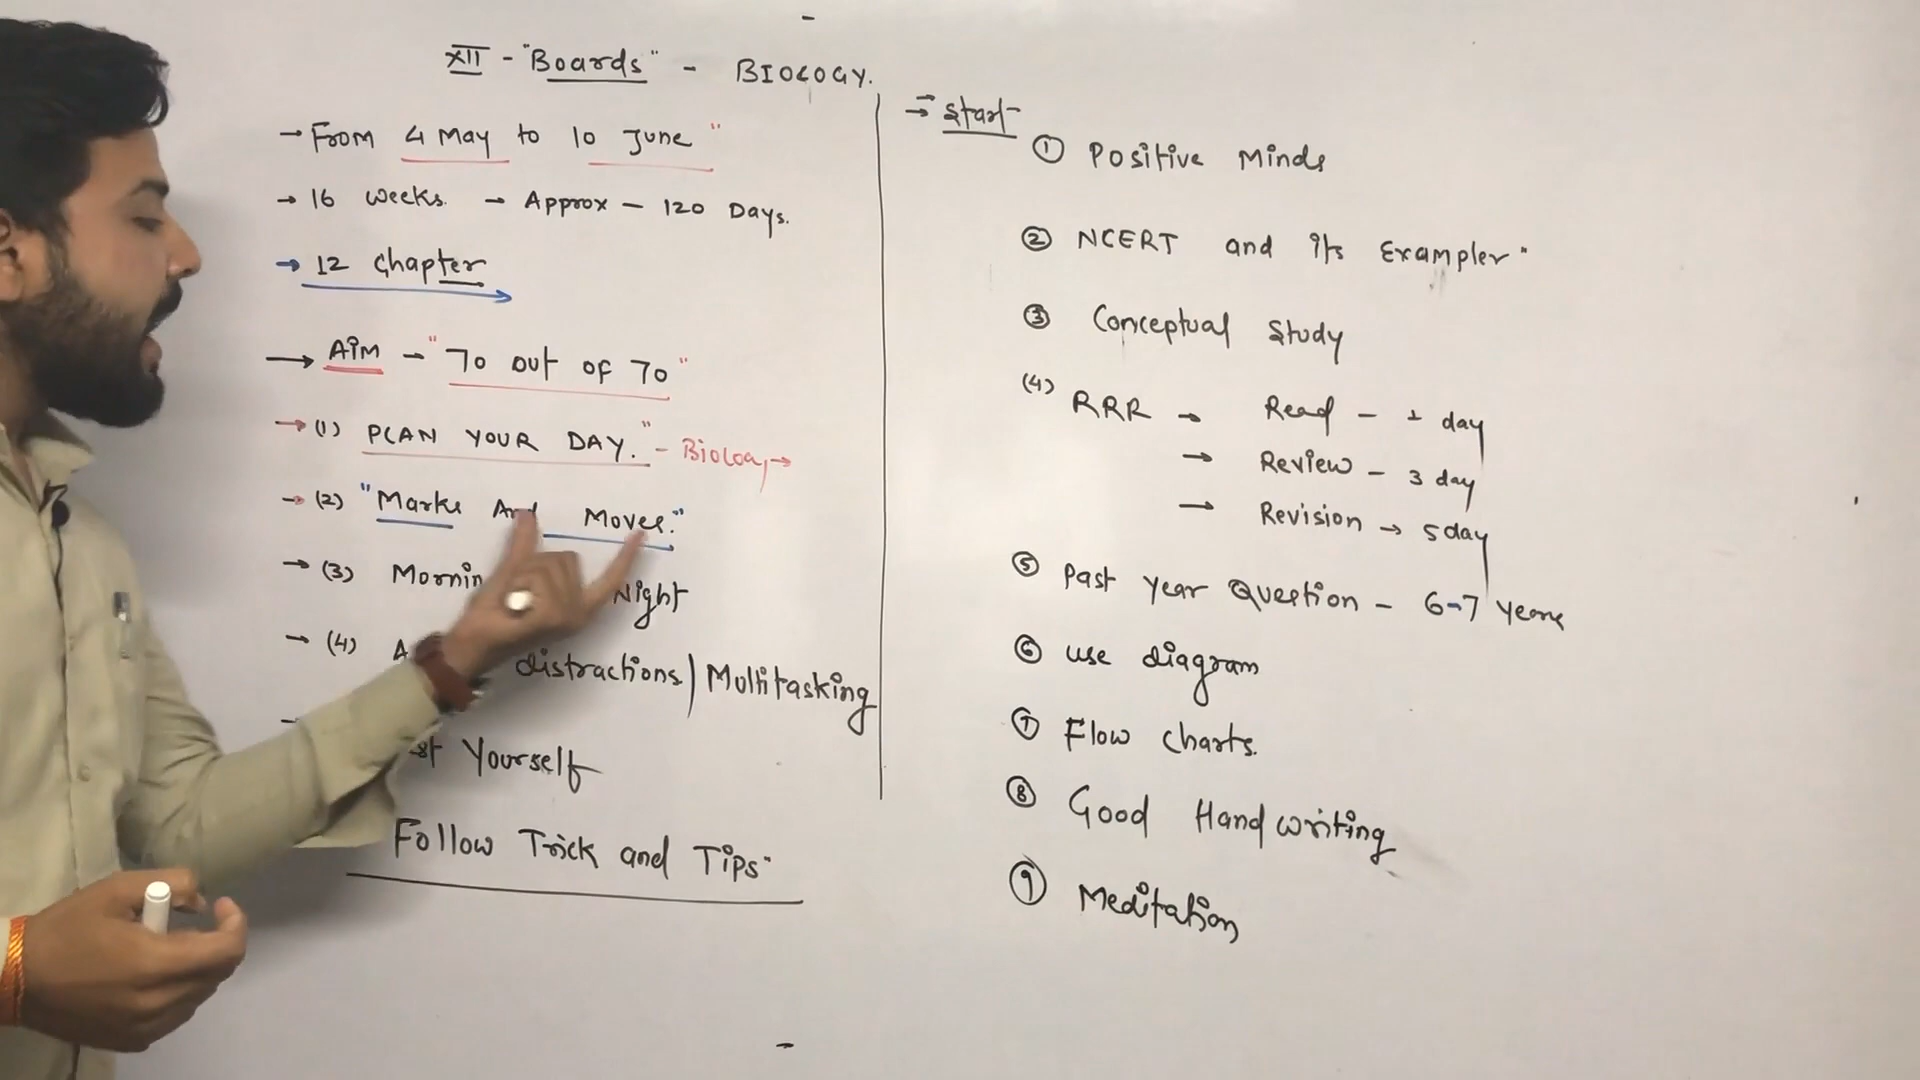 XII - "Boards" - BIOLOGY.
→ From 4 May to 10 June"
→ 16 weeks. → Approx - 120 Days.
→ 12 Chapter
→ AIM - "70 out of 70"
→ (1) PLAN YOUR DAY." - Biology →
→ (2) "Marks And Moves."
→ (3) Mornin Night
→ (4) distractions/Multitasking
Yourself
Follow Trick and Tips"
→ Start
① Positive Minds
② NCERT and its Exampler"
③ Conceptual Study
(4) RRR → Read - 1 day
→ Review - 3 day
→ Revision → 5 day
⑤ Past Year Question - 6-7 years
⑥ use diagram
⑦ Flow charts.
⑧ Good Handwriting
⑨ Meditation